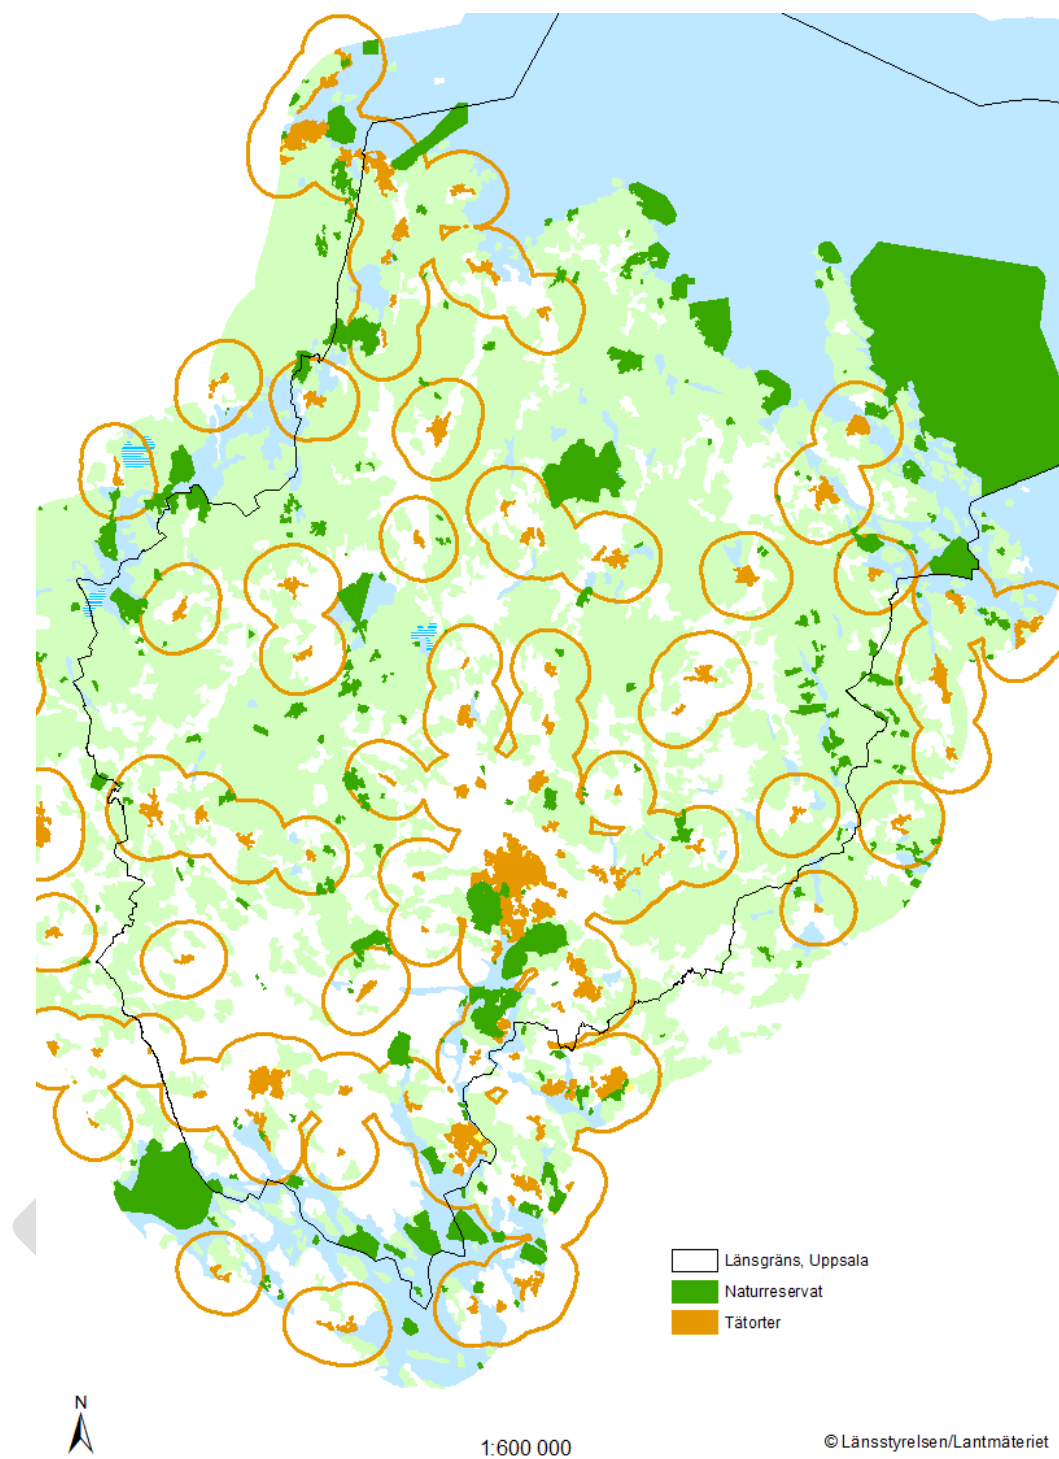 Länsgräns, Uppsala
Naturreservat
Tätorter
N
1:600 000
© Länsstyrelsen/Lantmäteriet